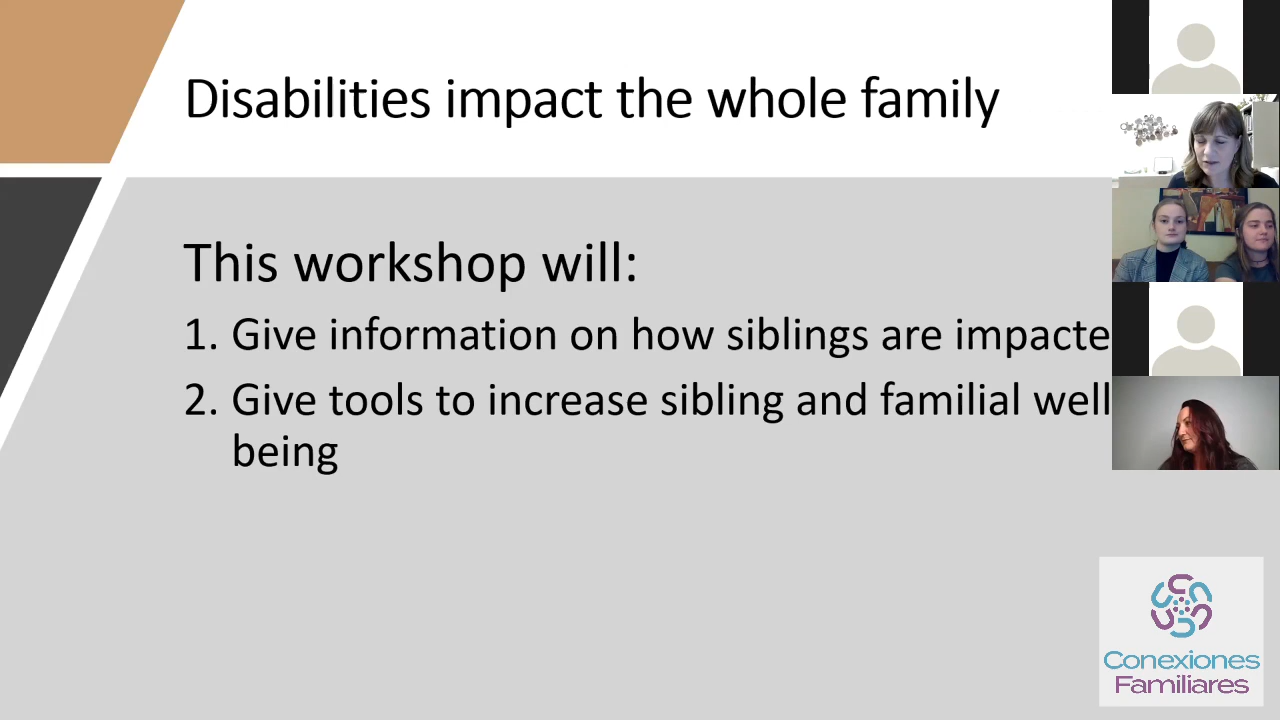 Disabilities impact the whole family
This workshop will:
1. Give information on how siblings are impacte
2. Give tools to increase sibling and familial well
being
Conexiones
Familiares